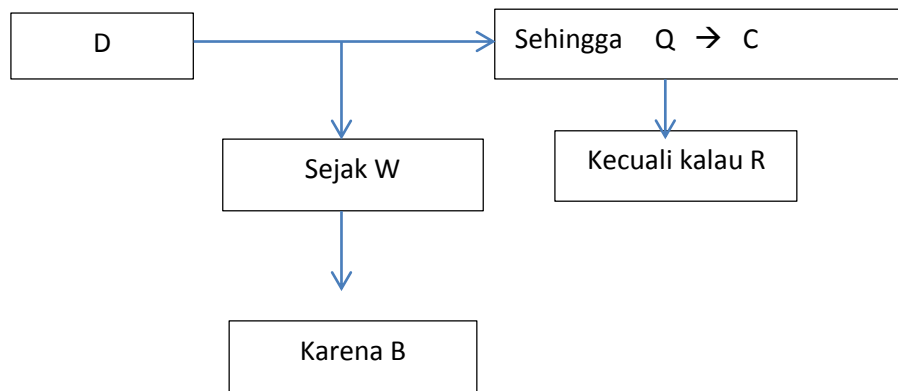 D
Sehingga Q → C
Sejak W
Kecuali kalau R
Karena B